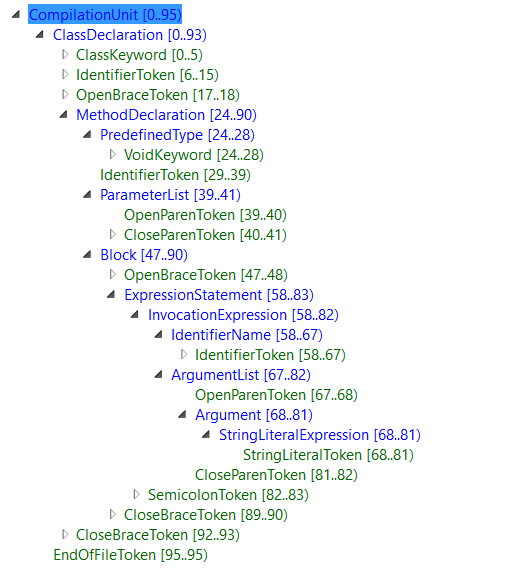 CompilationUnit [0..95)
ClassDeclaration [0..93)
ClassKeyword [0..5)
IdentifierToken [6..15)
OpenBraceToken [17..18)
MethodDeclaration [24..90)
PredefinedType [24..28)
VoidKeyword [24..28)
IdentifierToken [29..39)
ParameterList [39..41)
OpenParenToken [39..40)
CloseParenToken [40..41)
Block [47..90)
OpenBraceToken [47..48)
ExpressionStatement [58..83)
InvocationExpression [58..82)
IdentifierName [58..67)
IdentifierToken [58..67)
ArgumentList [67..82)
OpenParenToken [67..68)
Argument [68..81)
StringLiteralExpression [68..81)
StringLiteralToken [68..81)
CloseParenToken [81..82)
SemicolonToken [82..83)
CloseBraceToken [89..90)
CloseBraceToken [92..93)
EndOfFileToken [95..95)